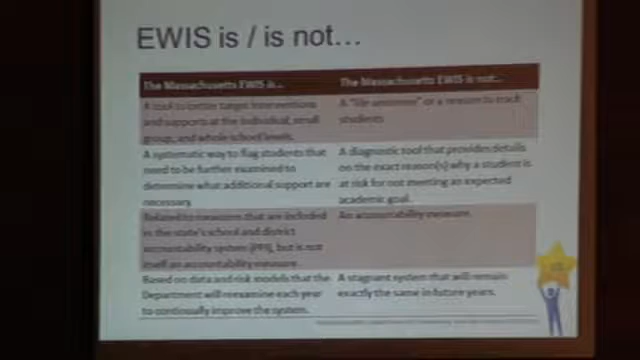 EWIS is / is not...
The Massachusetts EWIS is...
The Massachusetts EWIS is not...
A tool to better target interventions
and supports at the individual, small
group, and whole school levels.
A "life sentence" or a reason to track
students
A systematic way to flag students that
need to be further examined to
determine what additional support are
necessary.
A diagnostic tool that provides details
on the exact reason(s) why a student is
at risk for not meeting an expected
academic goal.
Related to measures that are included
in the state's school and district
accountability system (PPI), but is not
itself an accountability measure.
An accountability measure.
Based on data and risk models that the
Department will reexamine each year
to continually improve the system.
A stagnant system that will remain
exactly the same in future years.